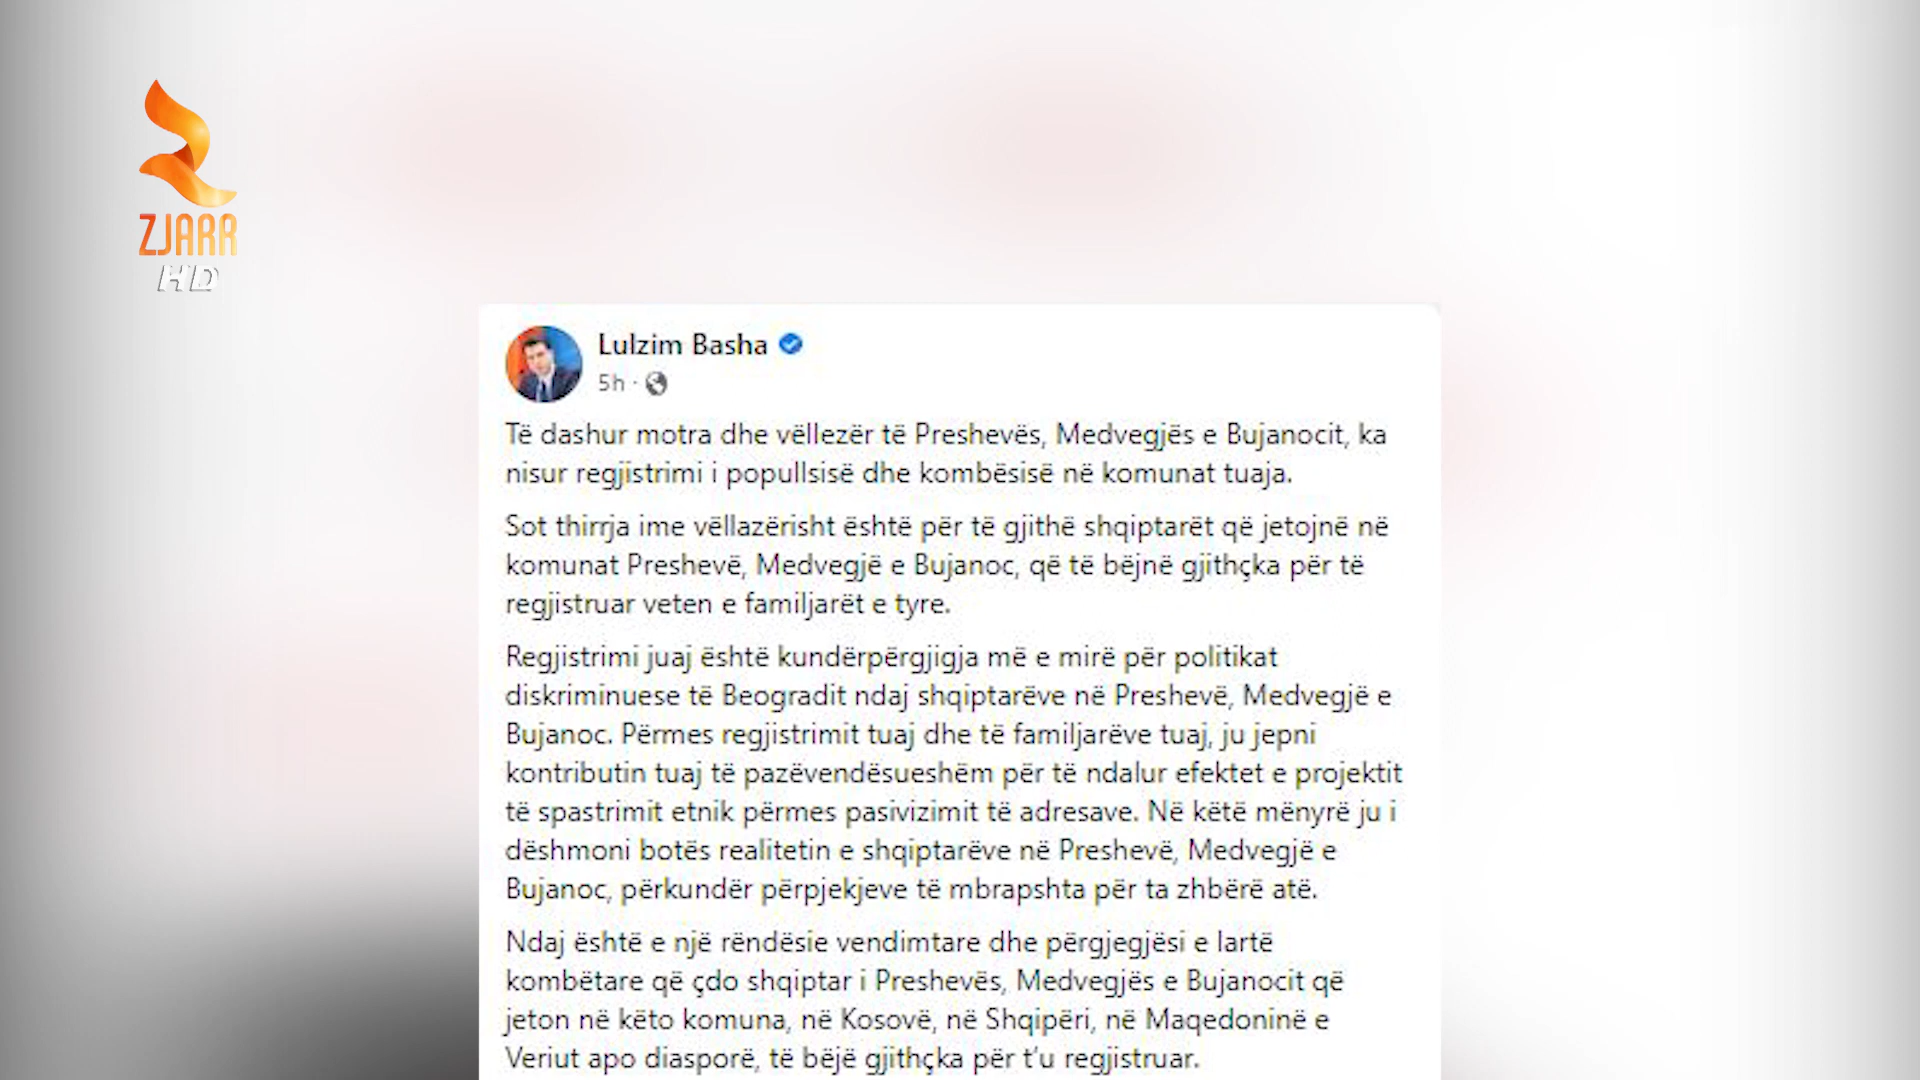 ZJARR
HD
Lulzim Basha
5h ·
Të dashur motra dhe vëllezër të Preshevës, Medvegjës e Bujanocit, ka
nisur regjistrimi i popullsisë dhe kombësisë në komunat tuaja.
Sot thirrja ime vëllazërisht është për të gjithë shqiptarët që jetojnë në
komunat Preshevë, Medvegjë e Bujanoc, që të bëjnë gjithçka për të
regjistruar veten e familjarët e tyre.
Regjistrimi juaj është kundërpërgjigja më e mirë për politikat
diskriminuese të Beogradit ndaj shqiptarëve në Preshevë, Medvegjë e
Bujanoc. Përmes regjistrimit tuaj dhe të familjarëve tuaj, ju jepni
kontributin tuaj të pazëvendësueshëm për të ndalur efektet e projektit
të spastrimit etnik përmes pasivizimit të adresave. Në këtë mënyrë ju i
dëshmoni botës realitetin e shqiptarëve në Preshevë, Medvegjë e
Bujanoc, përkundër përpjekjeve të mbrapshta për ta zhbërë atë.
Ndaj është e një rëndësie vendimtare dhe përgjegjësi e lartë
kombëtare që çdo shqiptar i Preshevës, Medvegjës e Bujanocit që
jeton në këto komuna, në Kosovë, në Shqipëri, në Maqedoninë e
Veriut apo diasporë, të bëjë gjithçka për t'u regjistruar.